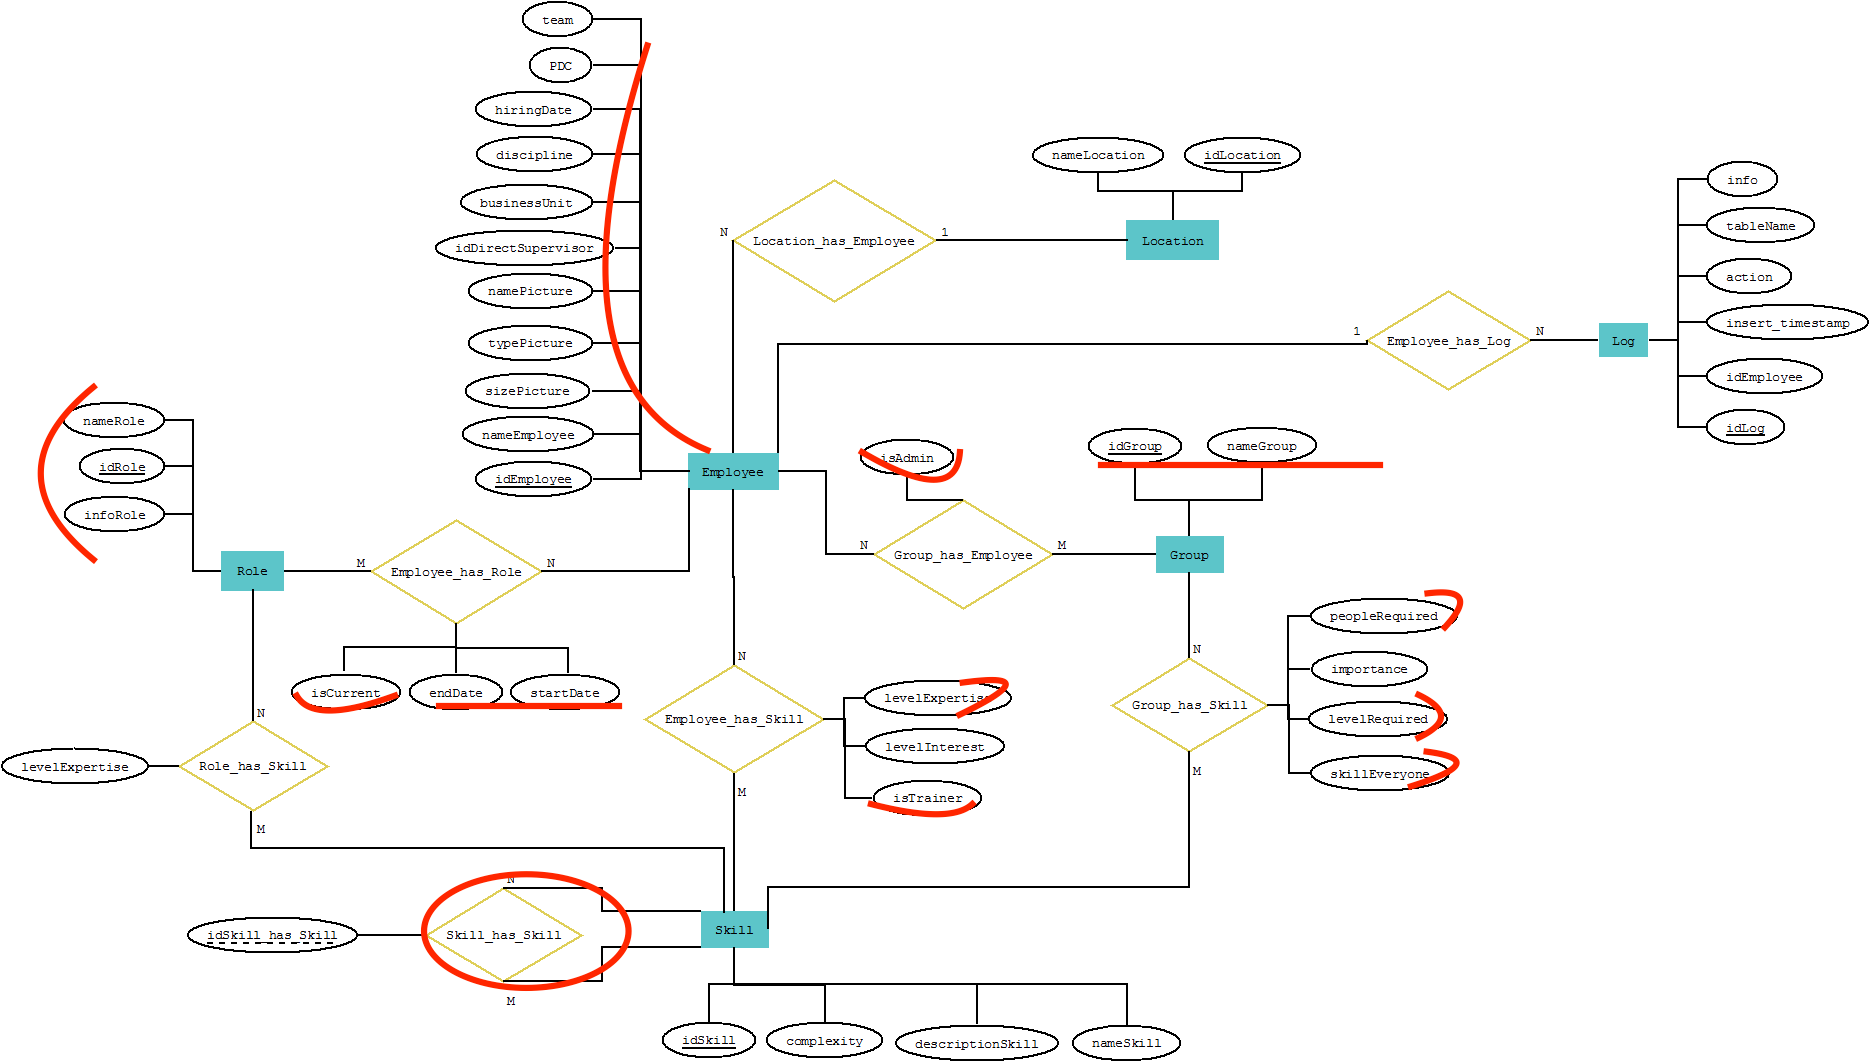 team
PDC
hiringDate
discipline
businessUnit
idDirectSupervisor
namePicture
typePicture
sizePicture
nameEmployee
idEmployee
Employee
nameLocation
idLocation
Location
N
Location_has_Employee
1
info
tableName
action
insert_timestamp
idEmployee
idLog
Log
1
Employee_has_Log
N
nameRole
idRole
infoRole
Role
M
Employee_has_Role
N
isCurrent
endDate
startDate
isAdmin
idGroup
nameGroup
N
Group_has_Employee
M
Group
N
Role_has_Skill
levelExpertise
M
N
Employee_has_Skill
M
levelExpertise
levelInterest
isTrainer
N
Group_has_Skill
M
peopleRequired
importance
levelRequired
skillEveryone
N
Skill_has_Skill
M
idSkill_has_Skill
Skill
idSkill
complexity
descriptionSkill
nameSkill